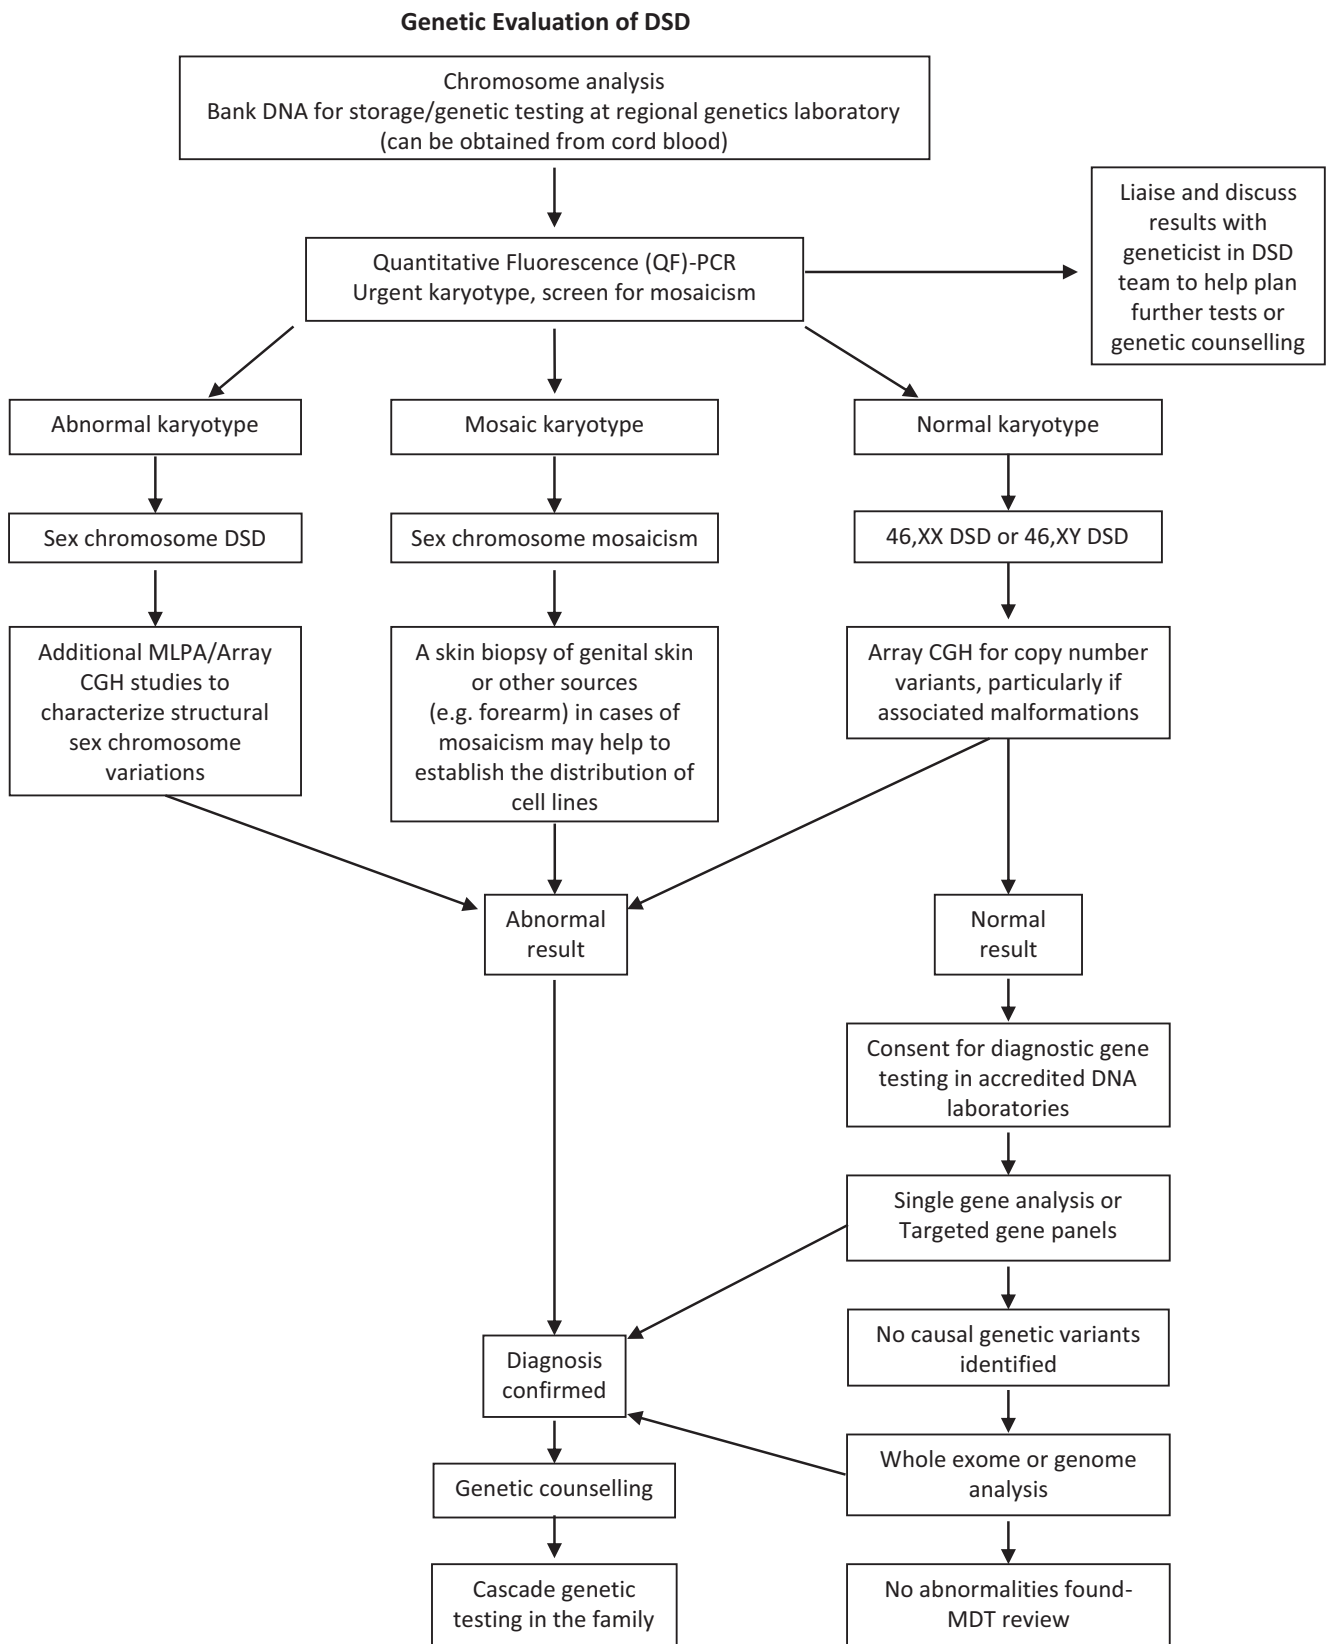 Genetic Evaluation of DSD
Chromosome analysis
Bank DNA for storage/genetic testing at regional genetics laboratory
(can be obtained from cord blood)
Liaise and discuss
results with
geneticist in DSD
team to help plan
further tests or
genetic counselling
Quantitative Fluorescence (QF)-PCR
Urgent karyotype, screen for mosaicism
Abnormal karyotype
Mosaic karyotype
Normal karyotype
Sex chromosome DSD
Sex chromosome mosaicism
46,XX DSD or 46,XY DSD
Additional MLPA/Array
CGH studies to
characterize structural
sex chromosome
variations
A skin biopsy of genital skin
or other sources
(e.g. forearm) in cases of
mosaicism may help to
establish the distribution of
cell lines
Array CGH for copy number
variants, particularly if
associated malformations
Abnormal
result
Normal
result
Consent for diagnostic gene
testing in accredited DNA
laboratories
Single gene analysis or
Targeted gene panels
No causal genetic variants
identified
Diagnosis
confirmed
Whole exome or genome
analysis
Genetic counselling
Cascade genetic
testing in the family
No abnormalities found-
MDT review